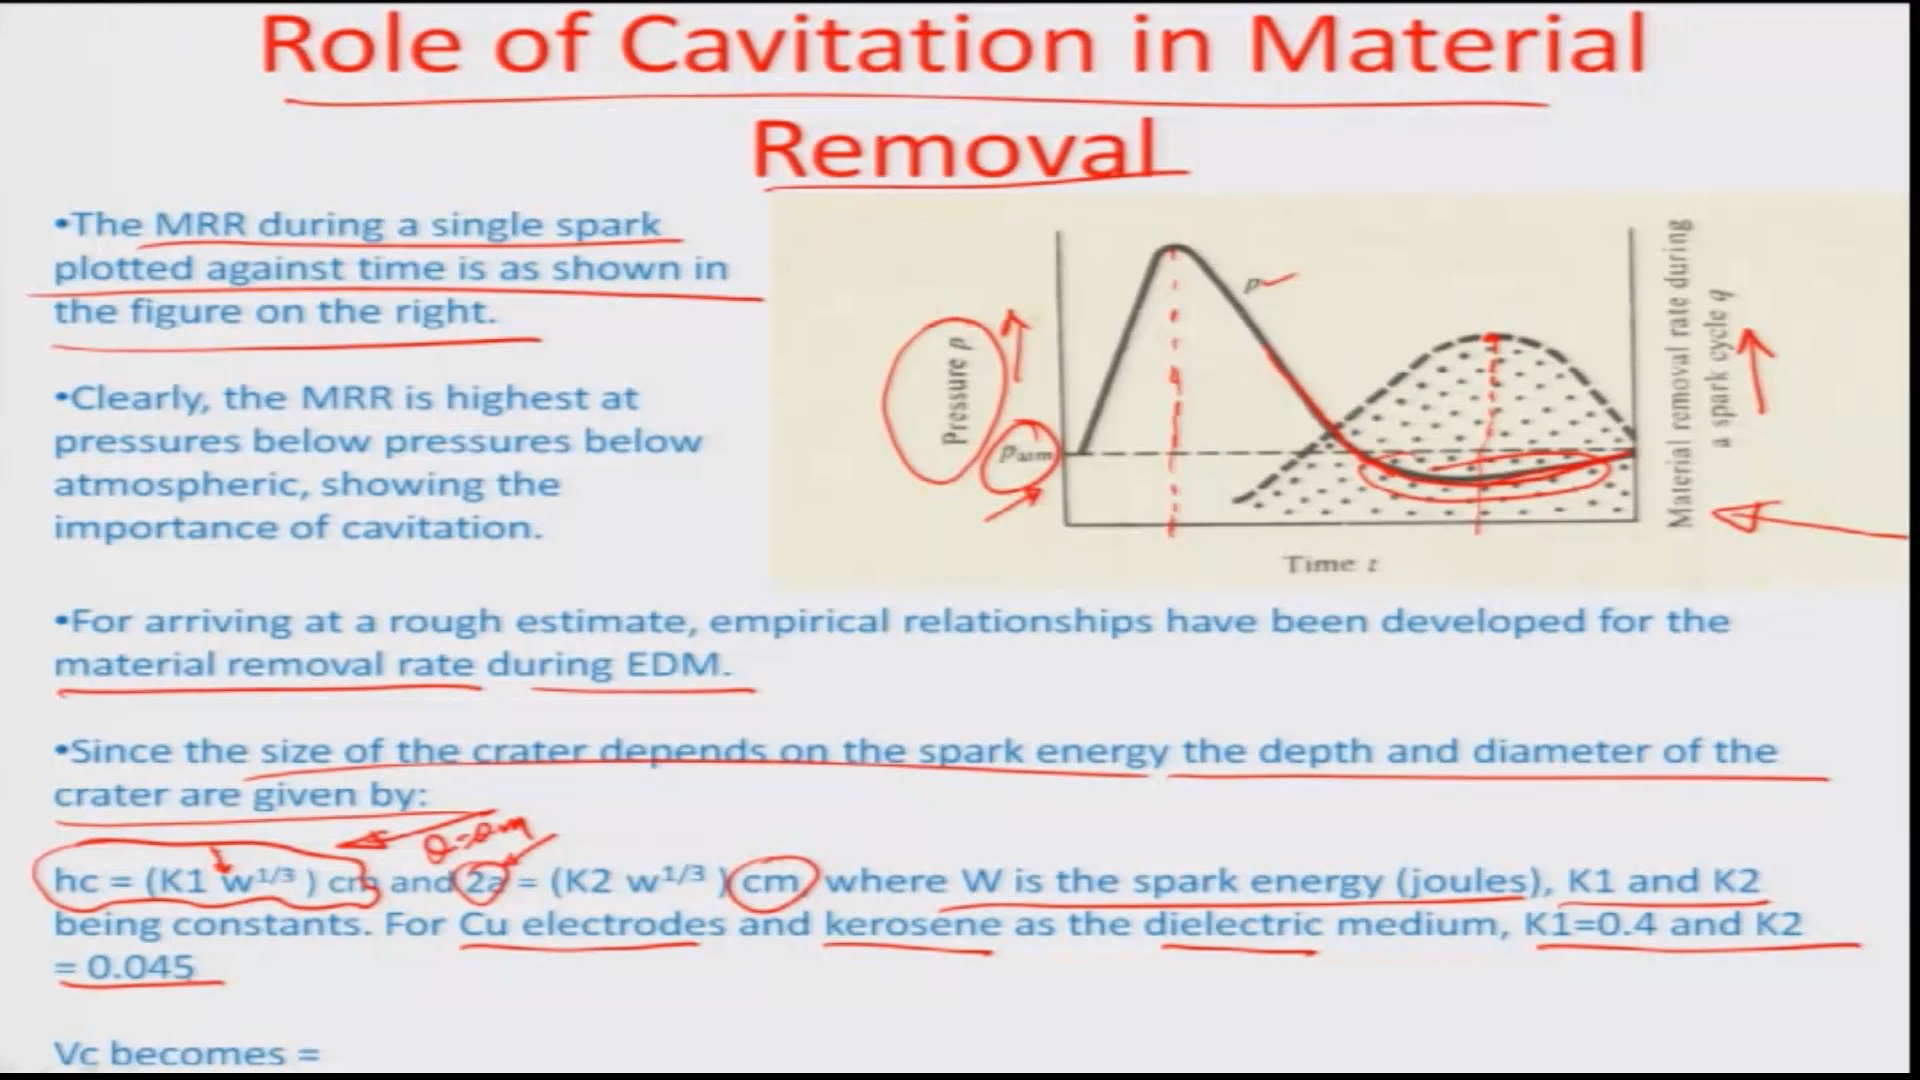 Role of Cavitation in Material
Removal
•The MRR during a single spark
plotted against time is as shown in
the figure on the right.
•Clearly, the MRR is highest at
pressures below pressures below
atmospheric, showing the
importance of cavitation.
Pressure p
Patm
p
Time t
Material removal rate during
a spark cycle q
•For arriving at a rough estimate, empirical relationships have been developed for the
material removal rate during EDM.
•Since the size of the crater depends on the spark energy the depth and diameter of the
crater are given by:
hc = (K1 w1/3 ) cm and 2a = (K2 w1/3 ) cm where W is the spark energy (joules), K1 and K2
being constants. For Cu electrodes and kerosene as the dielectric medium, K1=0.4 and K2
= 0.045
Vc becomes =